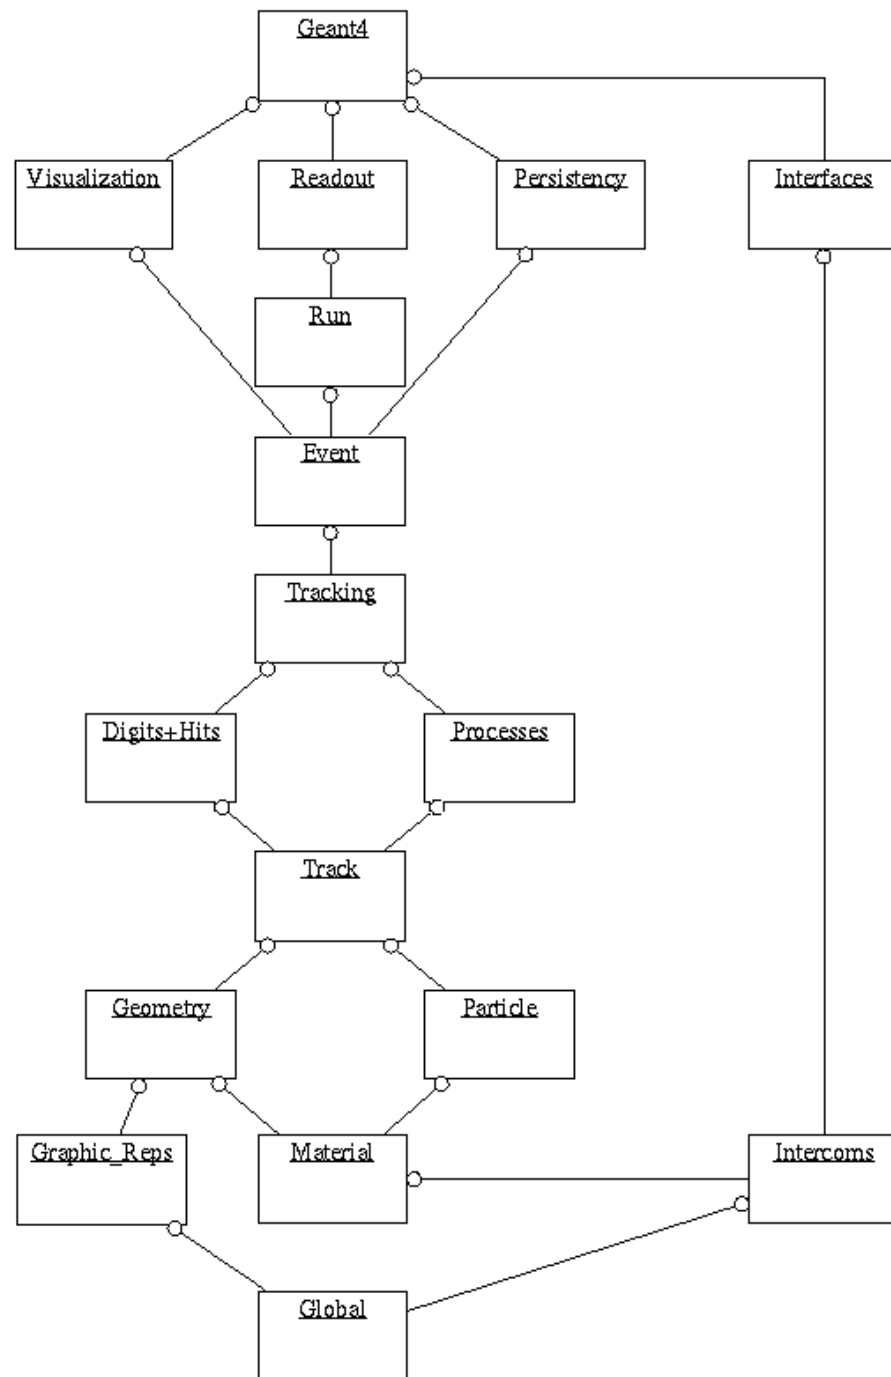 Geant4
Visualization
Readout
Persistency
Interfaces
Run
Event
Tracking
Digits+Hits
Processes
Track
Geometry
Particle
Graphic_Reps
Material
Intercoms
Global